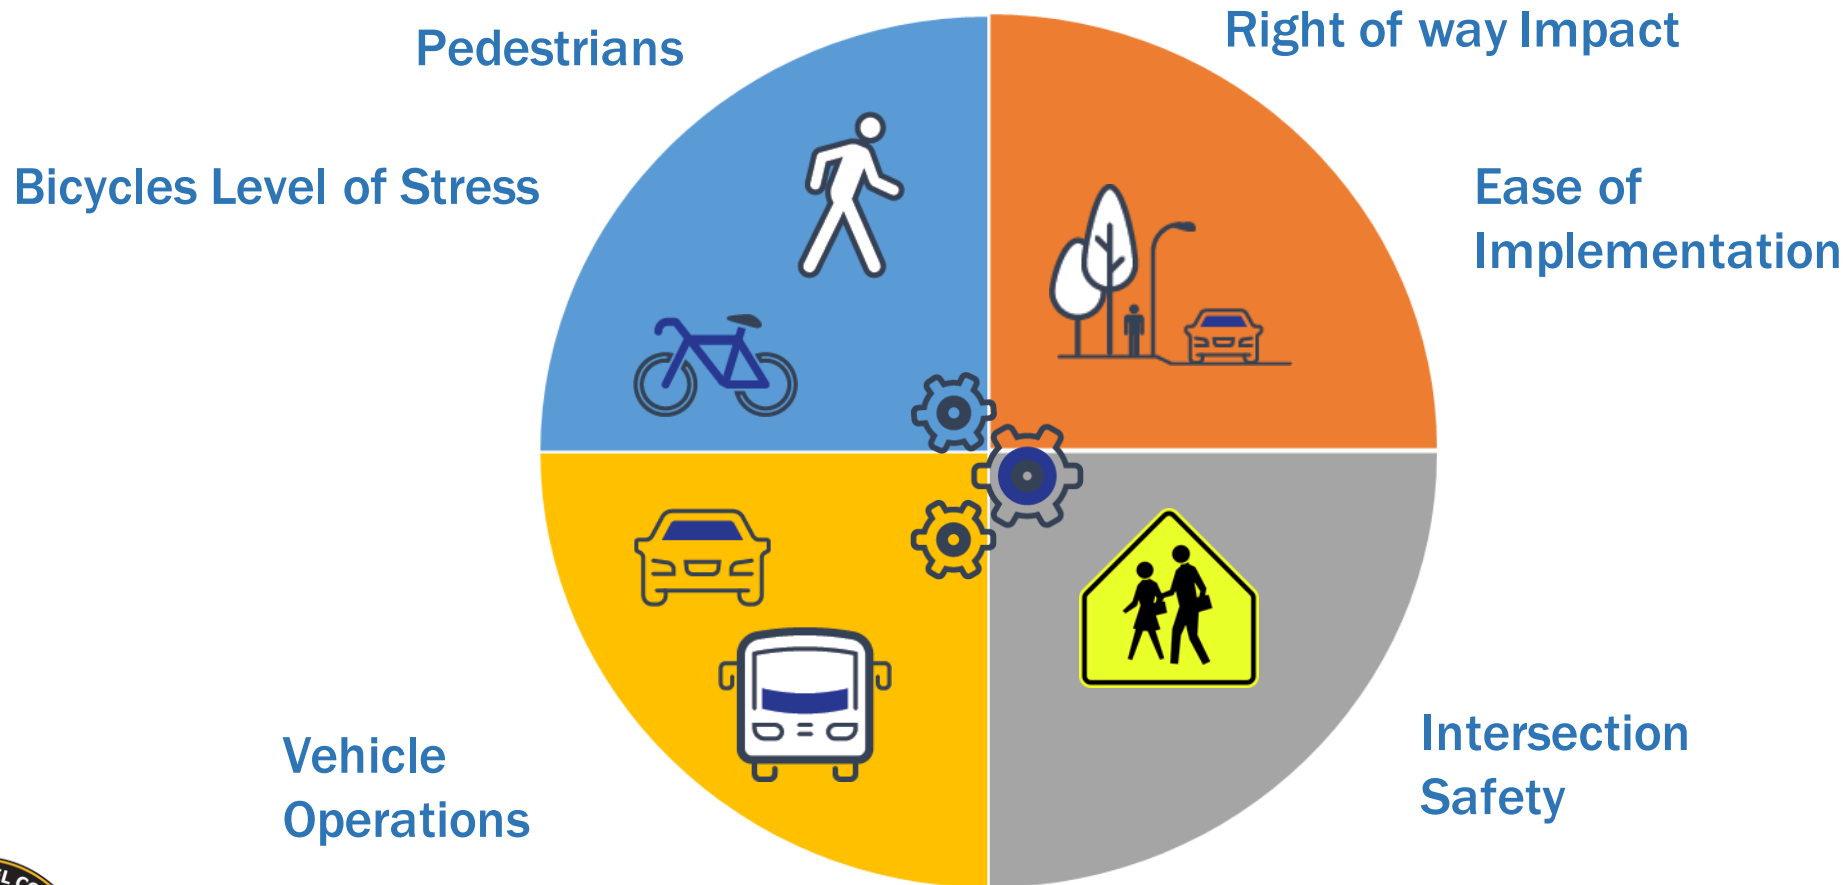 Pedestrians
Right of way Impact
Bicycles Level of Stress
Ease of
Implementation
Vehicle
Operations
Intersection
Safety